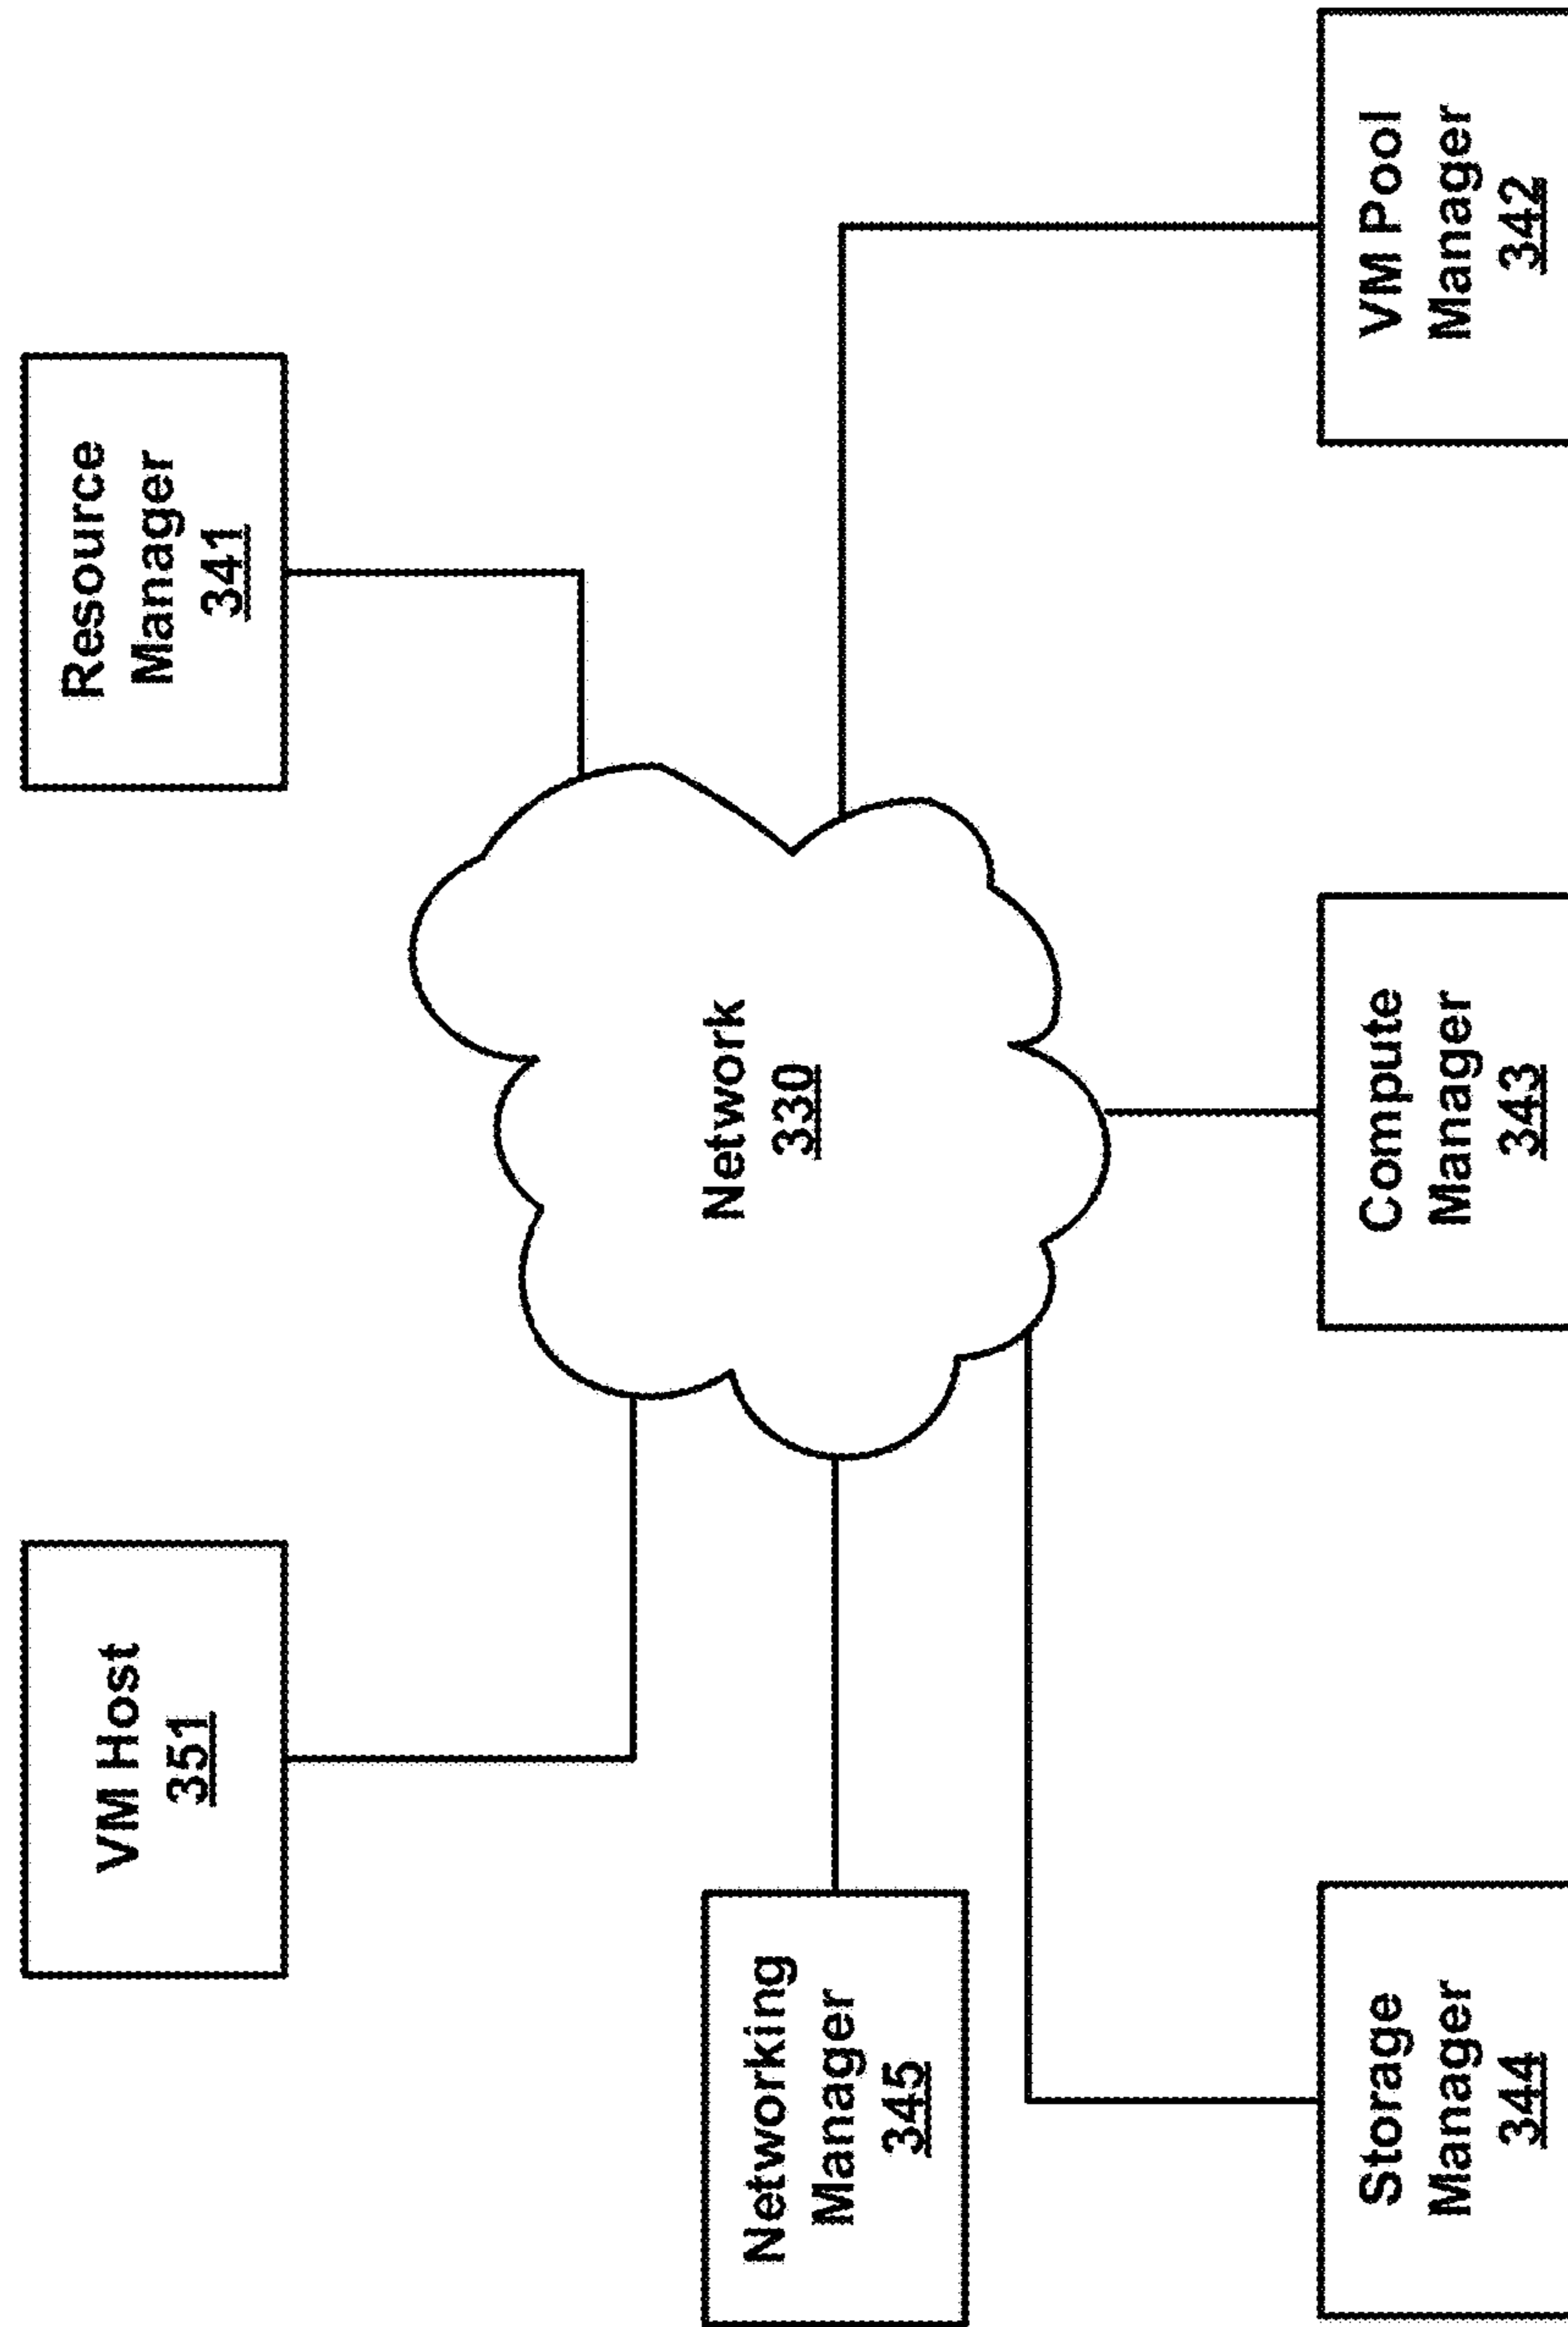 VM Host
351
Resource
Manager
341
Networking
Manager
345
Network
330
Storage
Manager
344
Compute
Manager
343
VM Pool
Manager
342